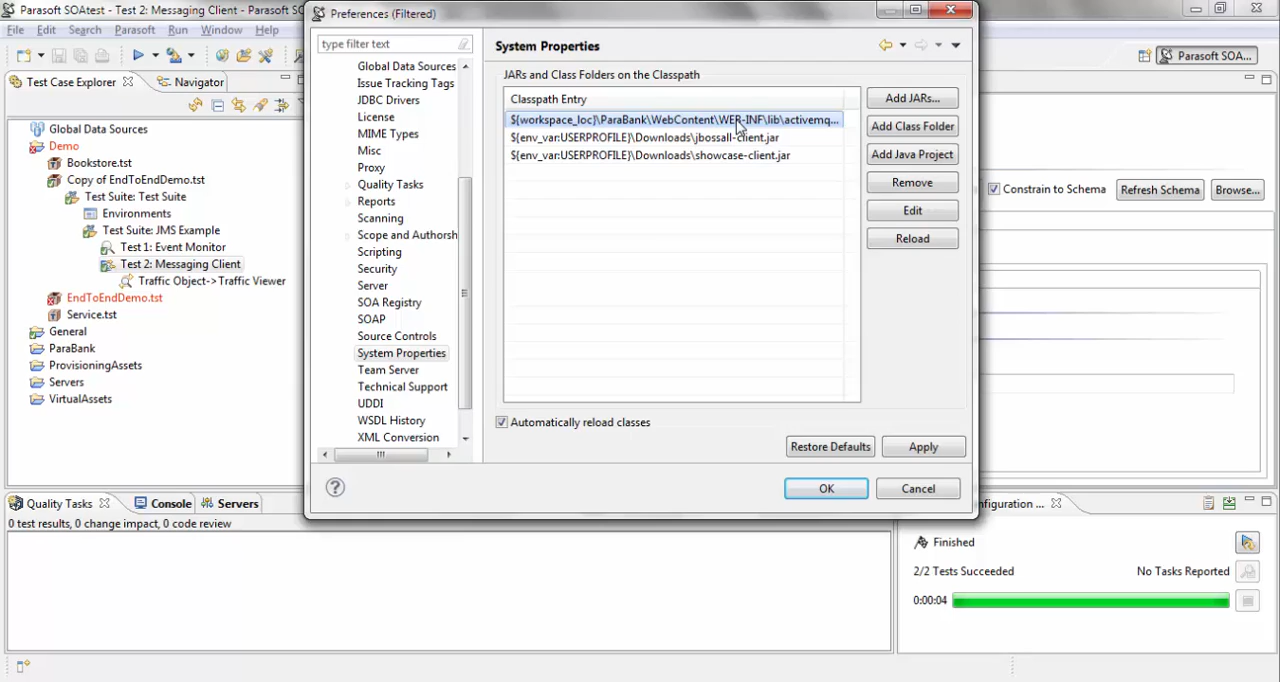 Parasoft SOAtest - Test 2: Messaging Client - Parasoft SO
File Edit Search Parasoft Run Window Help
Parasoft SOA...
Test Case Explorer
Navigator
Global Data Sources
Demo
Bookstore.tst
Copy of EndToEndDemo.tst
Test Suite: Test Suite
Environments
Test Suite: JMS Example
Test 1: Event Monitor
Test 2: Messaging Client
Traffic Object->Traffic Viewer
EndToEndDemo.tst
Service.tst
General
ParaBank
ProvisioningAssets
Servers
VirtualAssets
Preferences (Filtered)
type filter text
Global Data Sources
Issue Tracking Tags
JDBC Drivers
License
MIME Types
Misc
Proxy
Quality Tasks
Reports
Scanning
Scope and Authorsh
Scripting
Security
Server
SOA Registry
SOAP
Source Controls
System Properties
Team Server
Technical Support
UDDI
WSDL History
XML Conversion
System Properties
JARs and Class Folders on the Classpath
Classpath Entry
${workspace_loc}\ParaBank\WebContent\WEB-INF\lib\activemq...
${env_var:USERPROFILE}\Downloads\jbossall-client.jar
${env_var:USERPROFILE}\Downloads\showcase-client.jar
Add JARs...
Add Class Folder
Add Java Project
Remove
Edit
Reload
Automatically reload classes
Restore Defaults
Apply
OK
Cancel
Constrain to Schema
Refresh Schema
Browse...
Quality Tasks
Console
Servers
0 test results, 0 change impact, 0 code review
nfiguration ...
Finished
2/2 Tests Succeeded
No Tasks Reported
0:00:04